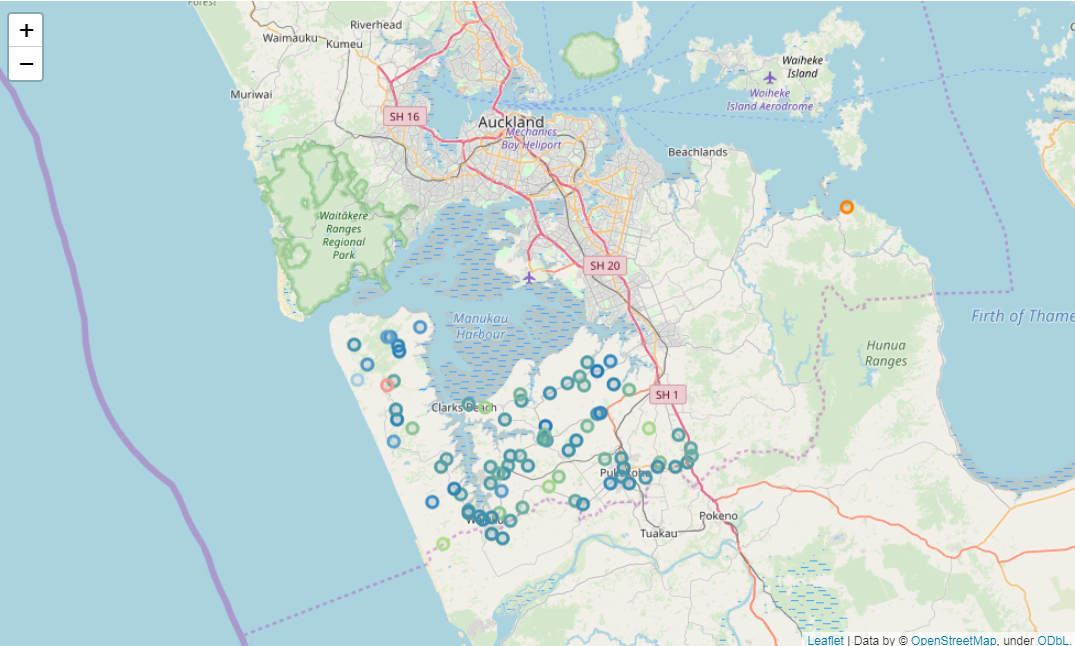 Forest
+
−
Riverhead
Waimauku
Kumeu
Waiheke
Island
Waiheke
Island Aerodrome
Muriwai
SH 16
Auckland
Mechanics
Bay Heliport
Beachlands
Waitākere
Ranges
Regional
Park
SH 20
Manukau
Harbour
Firth of Thame
Hunua
Ranges
SH 1
Clarks Beach
Pokeno
Tuakau
Leaflet | Data by © OpenStreetMap, under ODbL.